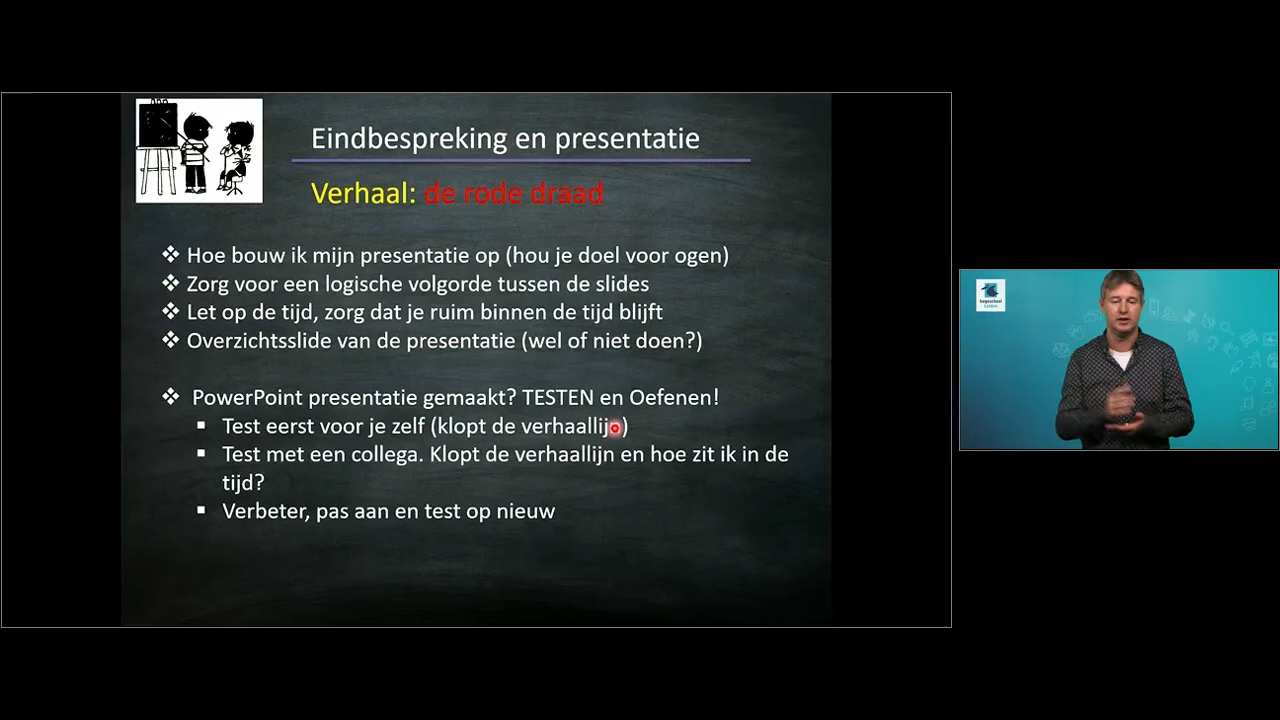 Eindbespreking en presentatie
Verhaal: de rode draad
❖ Hoe bouw ik mijn presentatie op (hou je doel voor ogen)
❖ Zorg voor een logische volgorde tussen de slides
❖ Let op de tijd, zorg dat je ruim binnen de tijd blijft
❖ Overzichtsslide van de presentatie (wel of niet doen?)
❖ PowerPoint presentatie gemaakt? TESTEN en Oefenen!
▪ Test eerst voor je zelf (klopt de verhaallijn)
▪ Test met een collega. Klopt de verhaallijn en hoe zit ik in de
tijd?
▪ Verbeter, pas aan en test op nieuw
hogeschool
Leiden